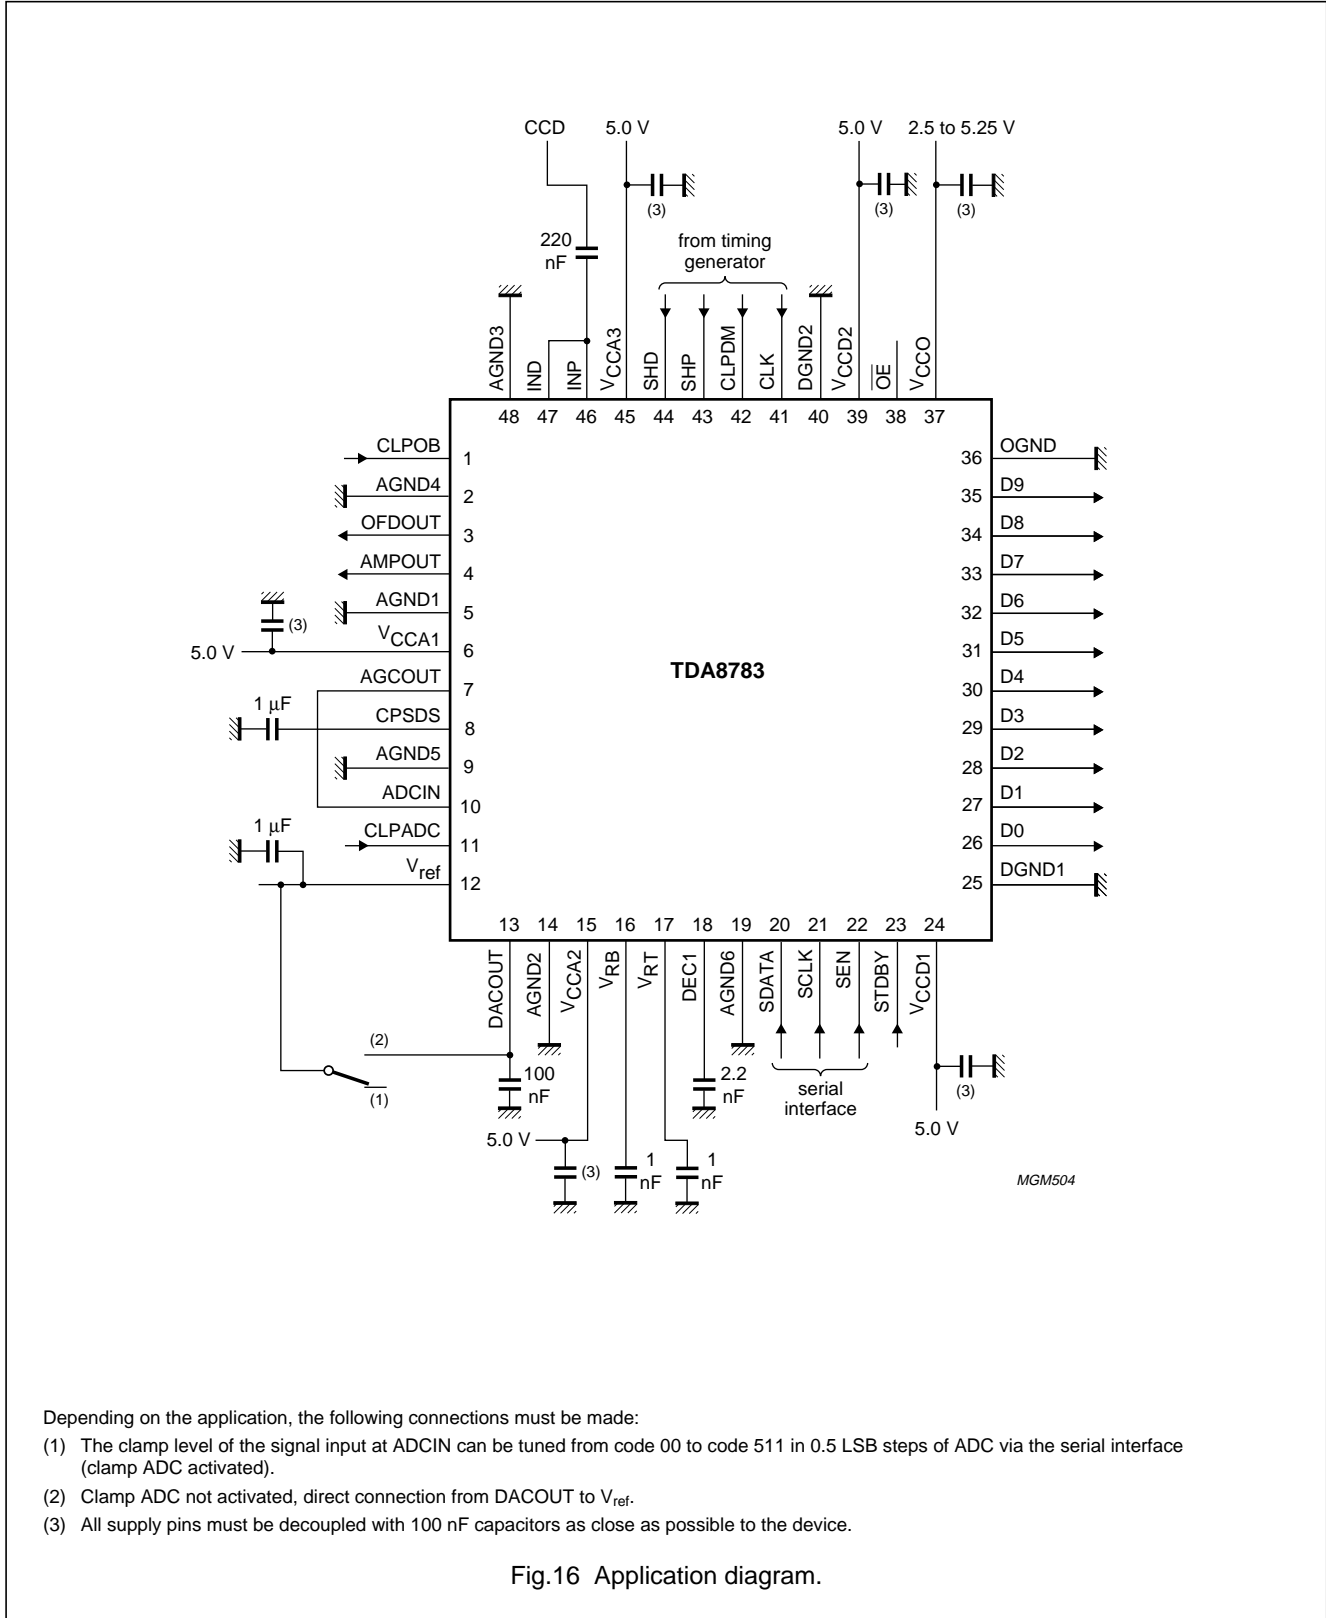 CCD
5.0 V
5.0 V
2.5 to 5.25 V
(3)
(3)
(3)
220
nF
from timing
generator
AGND3
IND
INP
VCCA3
SHD
SHP
CLPDM
CLK
DGND2
VCCD2
OE
VCCO
48
47
46
45
44
43
42
41
40
39
38
37
CLPOB
1
AGND4
2
OFDOUT
3
AMPOUT
4
AGND1
5
(3)
5.0 V
VCCA1
6
AGCOUT
7
1 μF
CPSDS
8
AGND5
9
ADCIN
10
1 μF
CLPADC
11
Vref
12
TDA8783
36
OGND
35
D9
34
D8
33
D7
32
D6
31
D5
30
D4
29
D3
28
D2
27
D1
26
D0
25
DGND1
13
14
15
16
17
18
19
20
21
22
23
24
DACOUT
AGND2
VCCA2
VRB
VRT
DEC1
AGND6
SDATA
SCLK
SEN
STDBY
VCCD1
(2)
(1)
100
nF
2.2
nF
serial
interface
(3)
5.0 V
5.0 V
(3)
1
nF
1
nF
MGM504
Depending on the application, the following connections must be made:
(1) The clamp level of the signal input at ADCIN can be tuned from code 00 to code 511 in 0.5 LSB steps of ADC via the serial interface
(clamp ADC activated).
(2) Clamp ADC not activated, direct connection from DACOUT to Vref.
(3) All supply pins must be decoupled with 100 nF capacitors as close as possible to the device.
Fig.16 Application diagram.